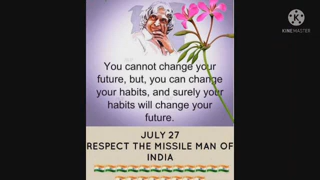 KINEMASTER
You cannot change your
future, but, you can change
your habits, and surely your
habits will change your
future.
JULY 27
RESPECT THE MISSILE MAN OF
INDIA